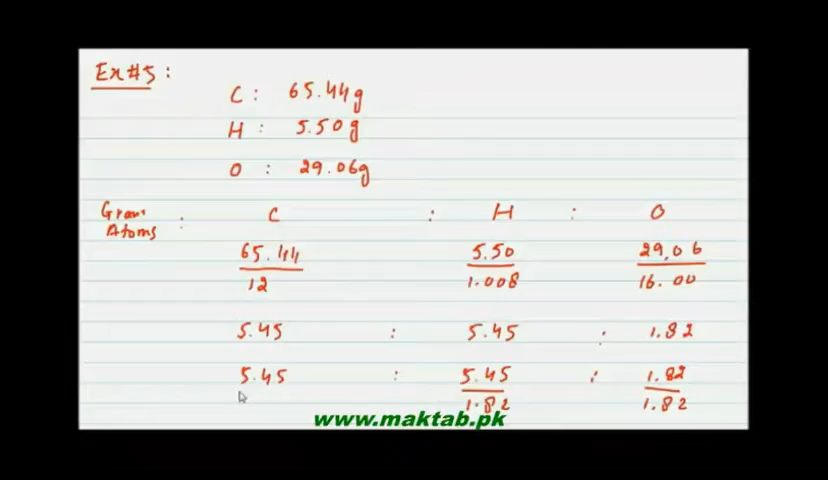 Ex#5:
C : 65.44g
H : 5.50g
O : 29.06g
Gram Atoms : C : H : O
65.44 5.50 29.06
12 1.008 16.00
5.45 : 5.45 : 1.82
5.45 : 5.45 : 1.82
1.82 1.82
www.maktab.pk